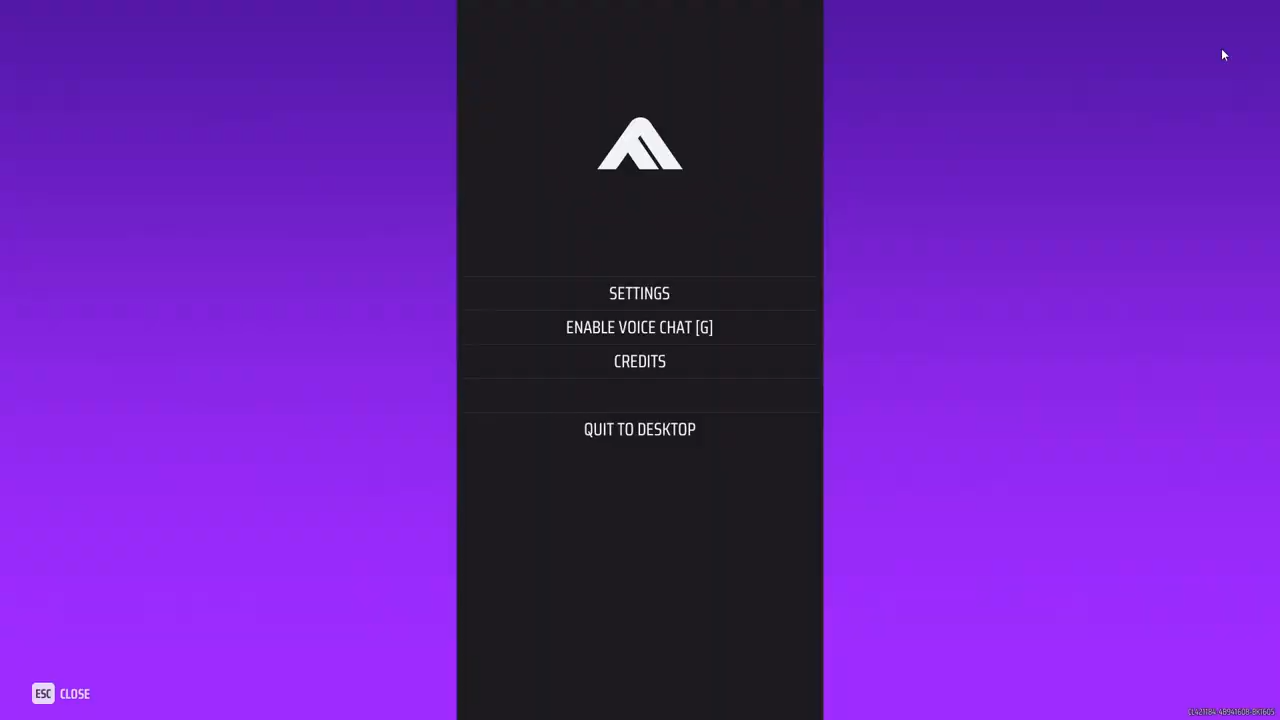 SETTINGS
ENABLE VOICE CHAT [G]
CREDITS
QUIT TO DESKTOP
ESC CLOSE